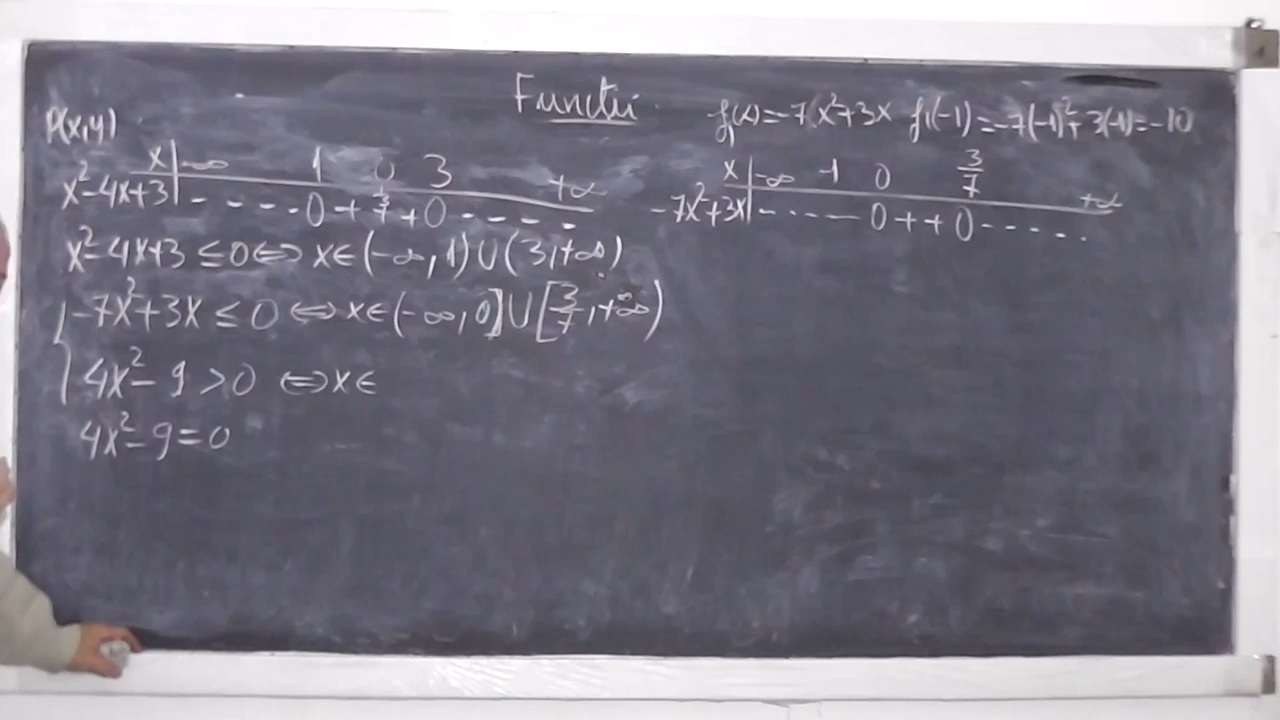 Functii
P(x,y)
x | -∞ 1 0 3 +∞
x²-4x+3 | - - - - - 0 + 3/7 + 0 - - - -
x²-4x+3 ≤ 0 ⇔ x∈(-∞,1)∪(3,+∞)
-7x²+3x ≤ 0 ⇔ x∈(-∞,0]∪[3/7,+∞)
4x²-9>0 ⇔ x∈
4x²-9=0
f(x)=-7x²+3x f(-1)=-7(-1)²+3(-1)=-10
x | -∞ -1 0 3/7 +∞
-7x²+3x | - - - - - 0 + + 0 - - - - -